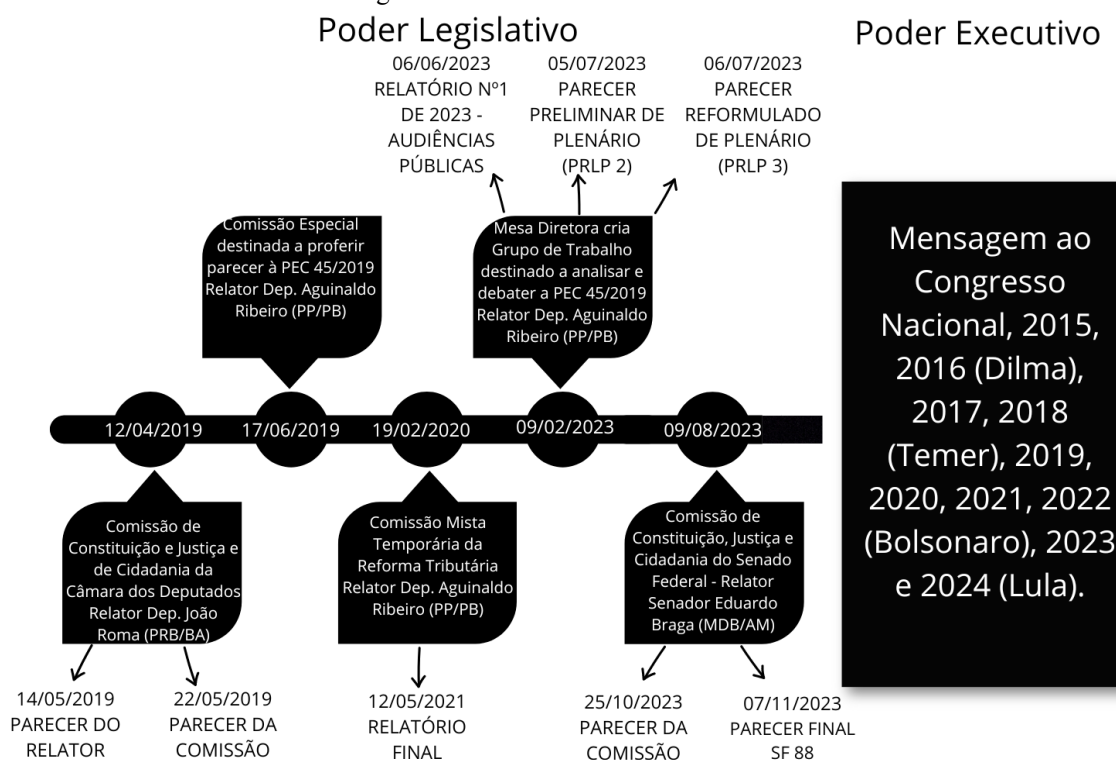 Poder Legislativo
Poder Executivo
06/06/2023
RELATÓRIO Nº1
DE 2023 -
AUDIÊNCIAS
PÚBLICAS
05/07/2023
PARECER
PRELIMINAR DE
PLENÁRIO
(PRLP 2)
06/07/2023
PARECER
REFORMULADO
DE PLENÁRIO
(PRLP 3)
Comissão Especial
destinada a proferir
parecer à PEC 45/2019
Relator Dep. Aguinaldo
Ribeiro (PP/PB)
Mesa Diretora cria
Grupo de Trabalho
destinado a analisar e
debater a PEC 45/2019
Relator Dep. Aguinaldo
Ribeiro (PP/PB)
12/04/2019
17/06/2019
19/02/2020
09/02/2023
09/08/2023
Comissão de
Constituição e Justiça e
de Cidadania da
Câmara dos Deputados
Relator Dep. João
Roma (PRB/BA)
Comissão Mista
Temporária da
Reforma Tributária
Relator Dep. Aguinaldo
Ribeiro (PP/PB)
Comissão de
Constituição, Justiça e
Cidadania do Senado
Federal - Relator
Senador Eduardo
Braga (MDB/AM)
14/05/2019
PARECER DO
RELATOR
22/05/2019
PARECER DA
COMISSÃO
12/05/2021
RELATÓRIO
FINAL
25/10/2023
PARECER DA
COMISSÃO
07/11/2023
PARECER FINAL
SF 88
Mensagem ao
Congresso
Nacional, 2015,
2016 (Dilma),
2017, 2018
(Temer), 2019,
2020, 2021, 2022
(Bolsonaro), 2023
e 2024 (Lula).